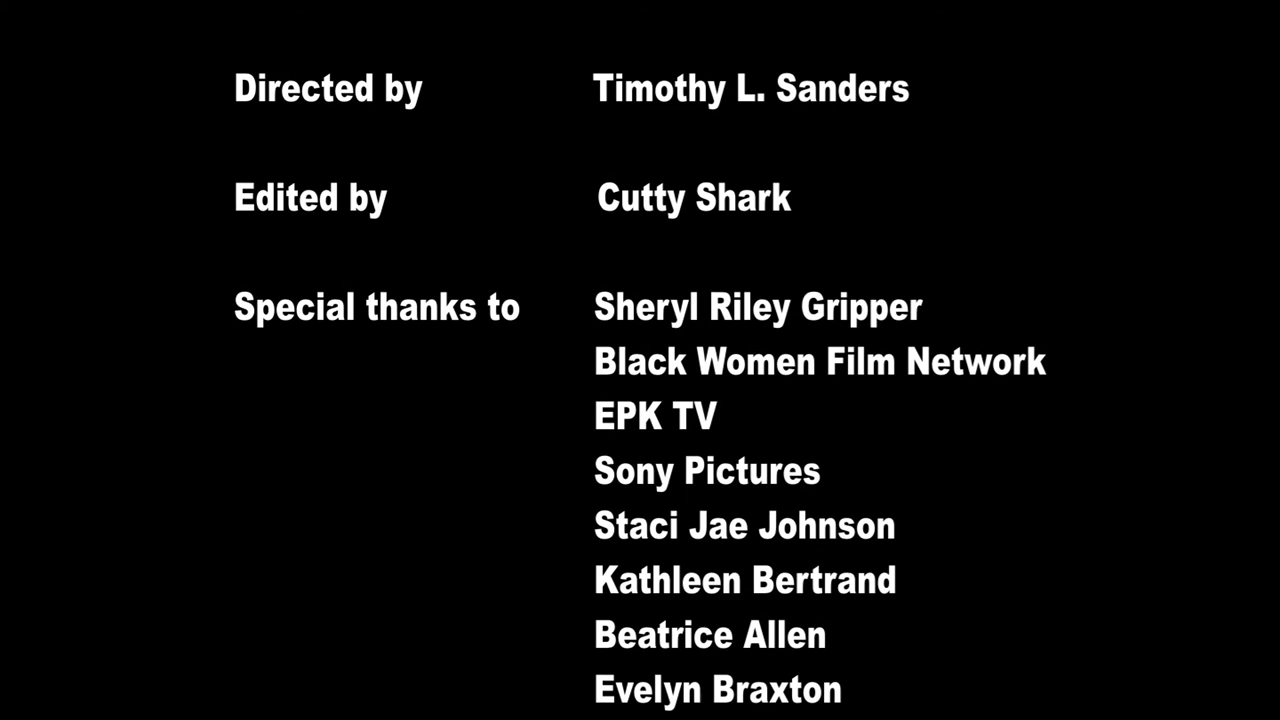 Directed by Timothy L. Sanders
Edited by Cutty Shark
Special thanks to Sheryl Riley Gripper
Black Women Film Network
EPK TV
Sony Pictures
Staci Jae Johnson
Kathleen Bertrand
Beatrice Allen
Evelyn Braxton